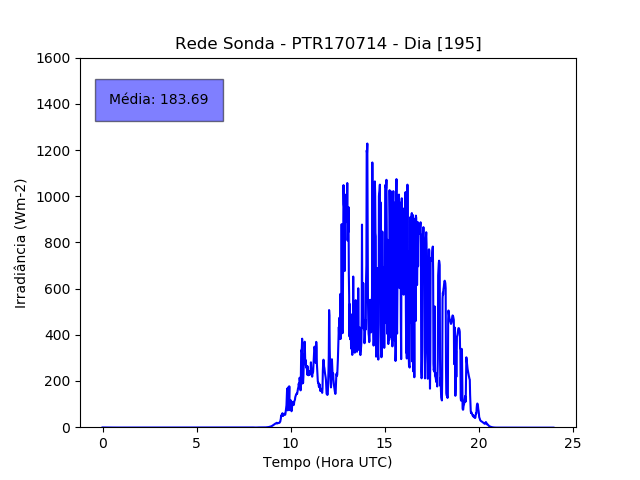 Rede Sonda - PTR170714 - Dia [195]
1600
1400
1200
1000
800
600
400
200
0
Média: 183.69
Irradiância (Wm-2)
0 5 10 15 20 25
Tempo (Hora UTC)